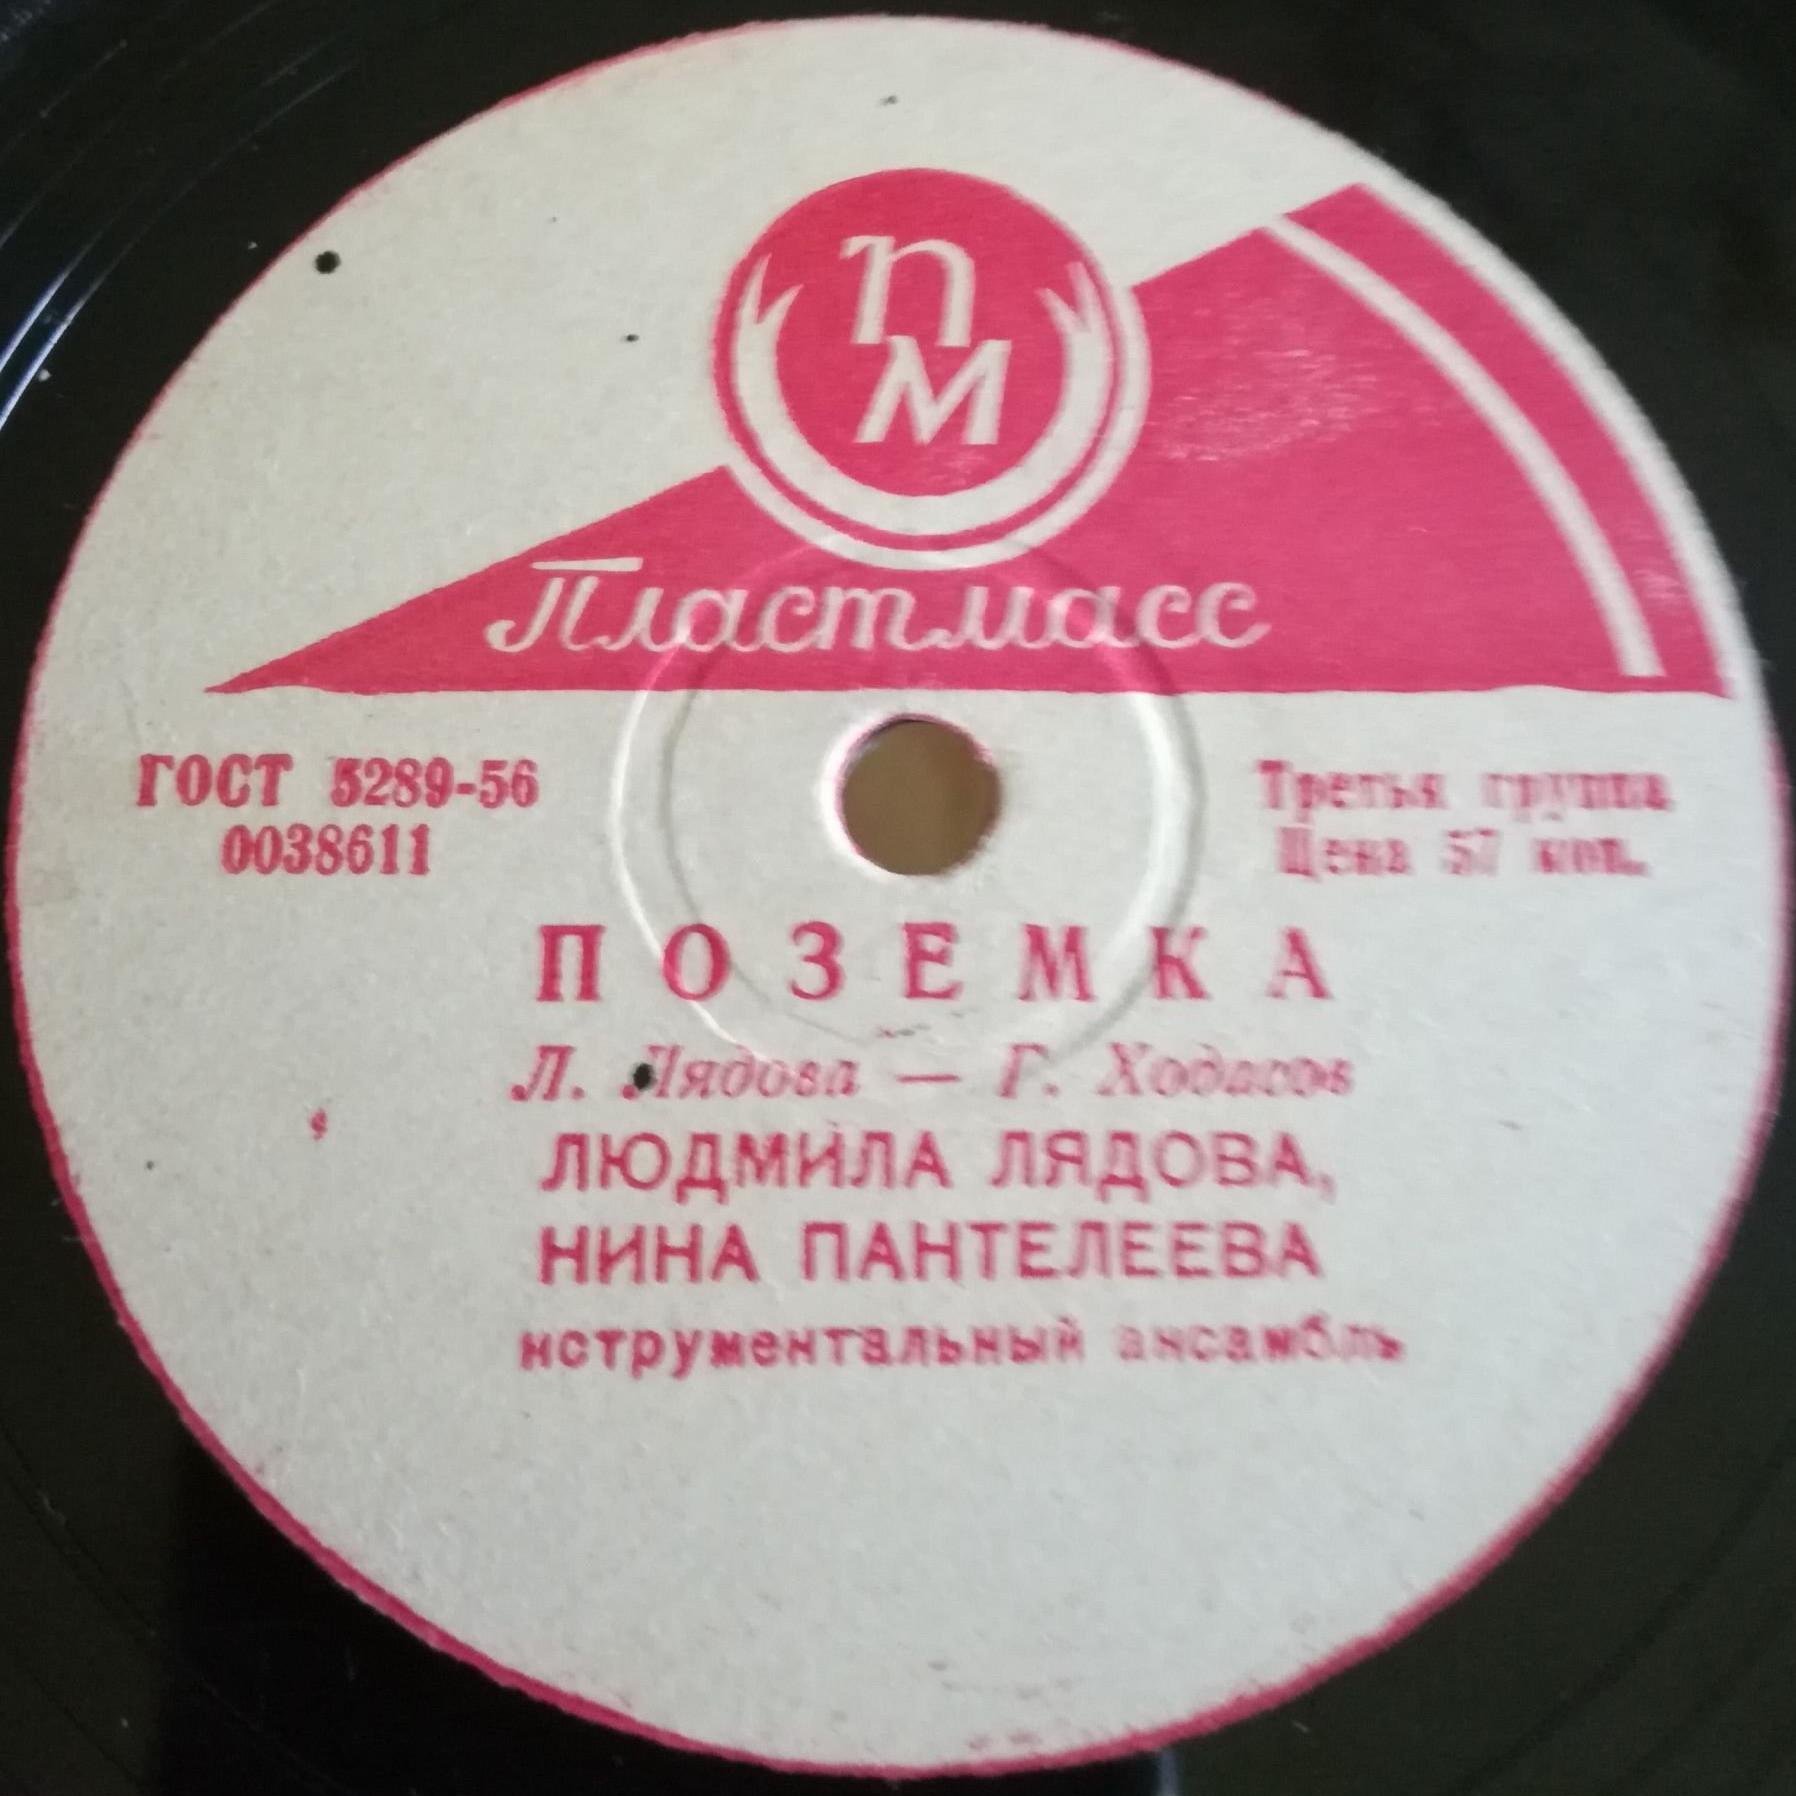 П
М
Пластмасс
ГОСТ 5289-56
0038611
Третья группа
Цена 57 коп.
ПОЗЕМКА
Л. Лядова — Г. Ходосов
ЛЮДМИЛА ЛЯДОВА,
НИНА ПАНТЕЛЕЕВА
нструментальный ансамбль